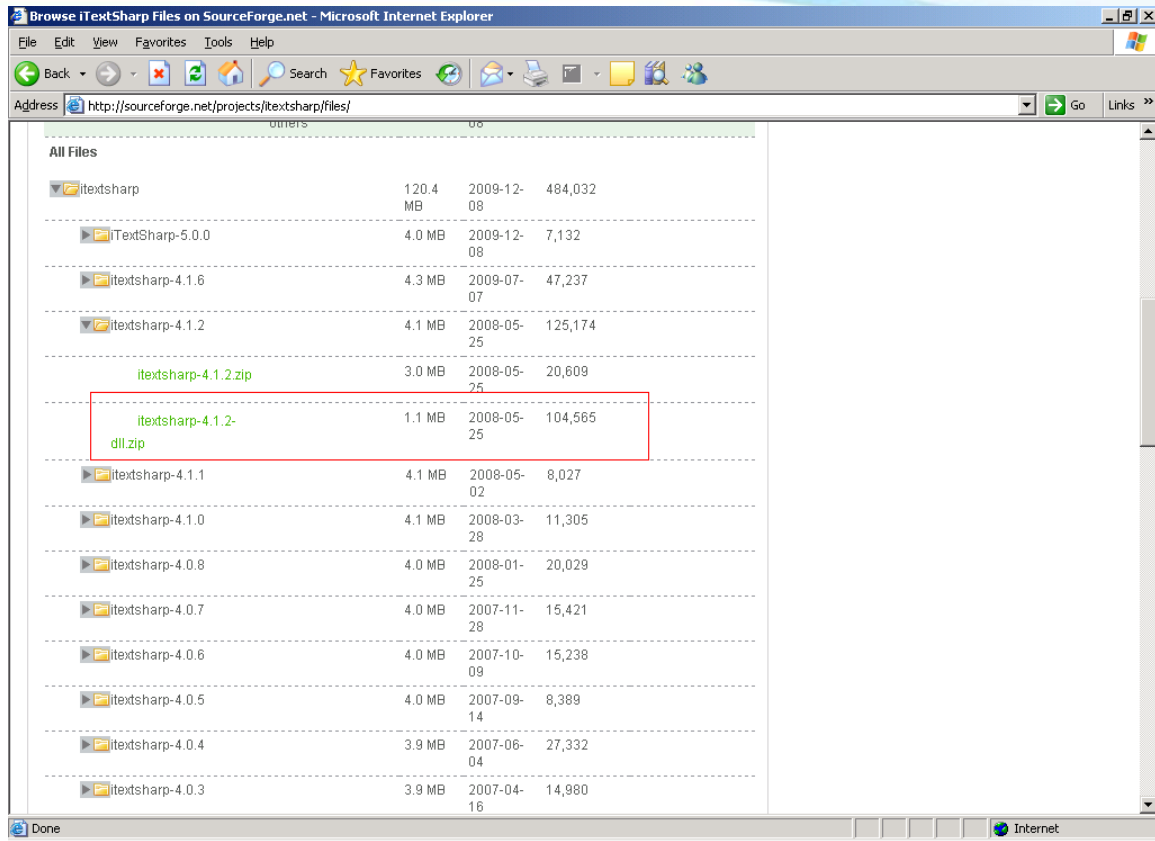 Browse iTextSharp Files on SourceForge.net - Microsoft Internet Explorer
File Edit View Favorites Tools Help
Back Search Favorites
Address http://sourceforge.net/projects/itextsharp/files/ Go Links »
others 08
All Files
itextsharp 120.4 2009-12- 484,032
MB 08
iTextSharp-5.0.0 4.0 MB 2009-12- 7,132
08
itextsharp-4.1.6 4.3 MB 2009-07- 47,237
07
itextsharp-4.1.2 4.1 MB 2008-05- 125,174
25
itextsharp-4.1.2.zip 3.0 MB 2008-05- 20,609
25
itextsharp-4.1.2- 1.1 MB 2008-05- 104,565
dll.zip 25
itextsharp-4.1.1 4.1 MB 2008-05- 8,027
02
itextsharp-4.1.0 4.1 MB 2008-03- 11,305
28
itextsharp-4.0.8 4.0 MB 2008-01- 20,029
25
itextsharp-4.0.7 4.0 MB 2007-11- 15,421
28
itextsharp-4.0.6 4.0 MB 2007-10- 15,238
09
itextsharp-4.0.5 4.0 MB 2007-09- 8,389
14
itextsharp-4.0.4 3.9 MB 2007-06- 27,332
04
itextsharp-4.0.3 3.9 MB 2007-04- 14,980
16
Done Internet